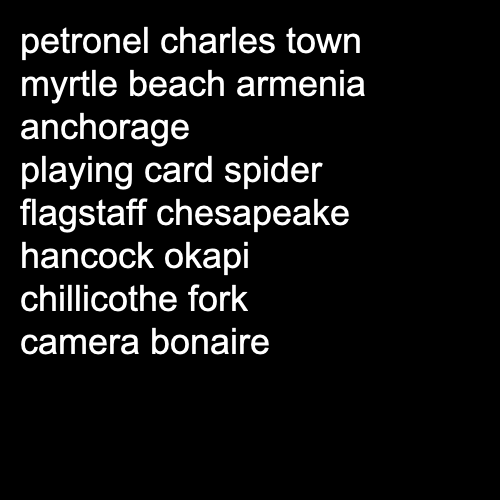 petronel charles town
myrtle beach armenia
anchorage
playing card spider
flagstaff chesapeake
hancock okapi
chillicothe fork
camera bonaire